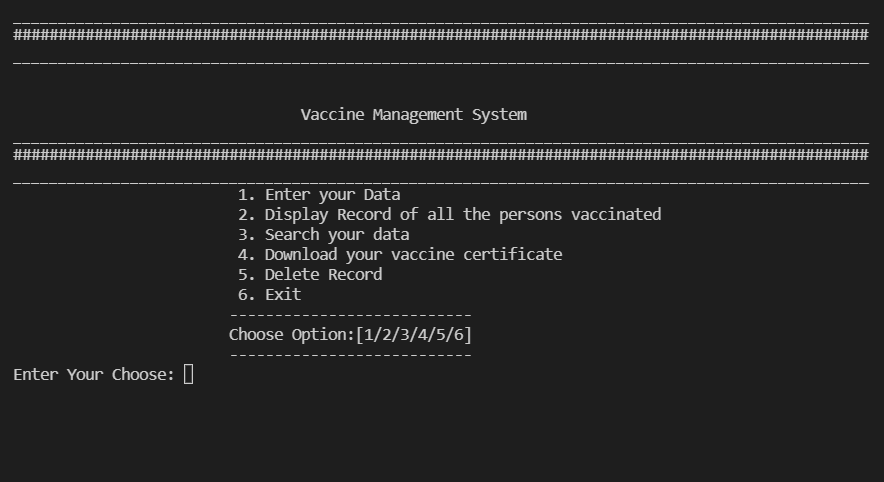 _______________________________________________________________________________________________
###############################################################################################
_______________________________________________________________________________________________
Vaccine Management System
_______________________________________________________________________________________________
###############################################################################################
_______________________________________________________________________________________________
1. Enter your Data
2. Display Record of all the persons vaccinated
3. Search your data
4. Download your vaccine certificate
5. Delete Record
6. Exit
---------------------------
Choose Option:[1/2/3/4/5/6]
---------------------------
Enter Your Choose: